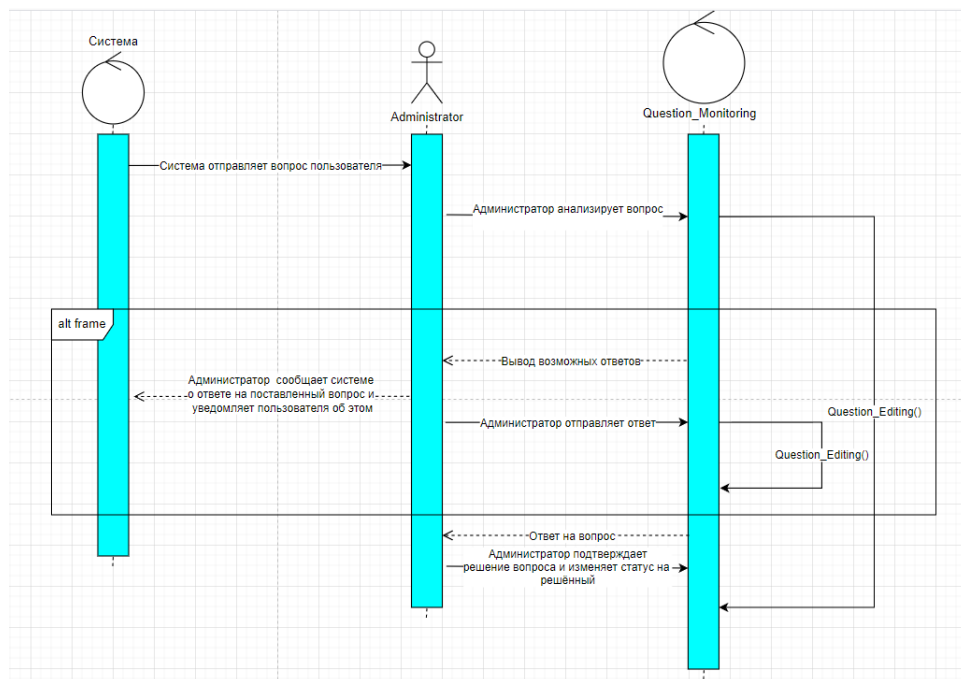 Система
Administrator
Question_Monitoring
Система отправляет вопрос пользователя
Администратор анализирует вопрос
alt frame
Вывод возможных ответов
Администратор сообщает системе
о ответе на поставленный вопрос и
уведомляет пользователя об этом
Question_Editing()
Администратор отправляет ответ
Question_Editing()
Ответ на вопрос
Администратор подтверждает
решение вопроса и изменяет статус на
решённый